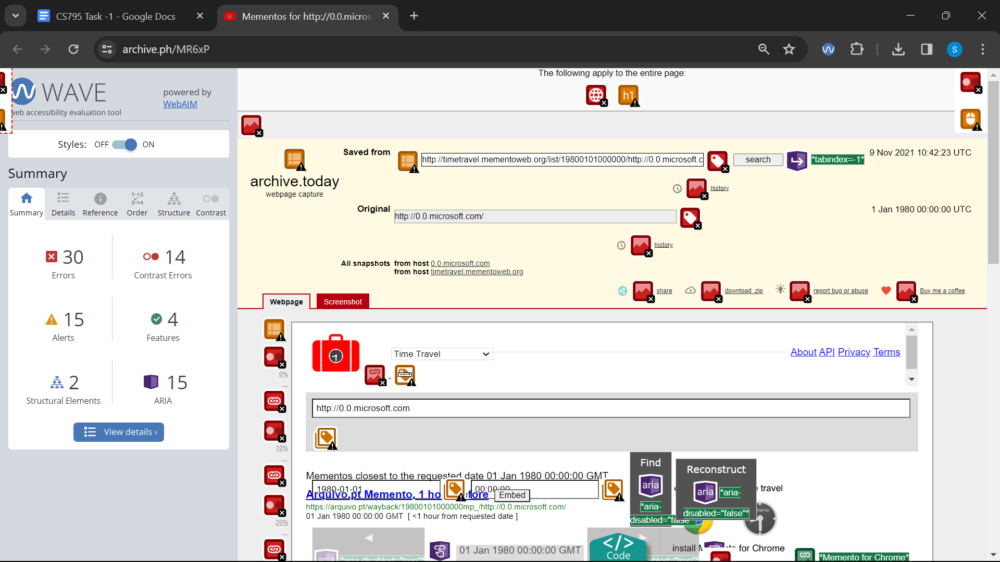 CS795 Task -1 - Google Docs
Mementos for http://0.0.micros
archive.ph/MR6xP
S
WAVE
web accessibility evaluation tool
powered by
WebAIM
Styles: OFF ON
Summary
Summary Details Reference Order Structure Contrast
30
Errors
14
Contrast Errors
15
Alerts
4
Features
2
Structural Elements
15
ARIA
View details ›
The following apply to the entire page:
h1
archive.today
webpage capture
Saved from
http://timetravel.mementoweb.org/list/19800101000000/http://0.0.microsoft.c
search
*tabindex=-1*
9 Nov 2021 10:42:23 UTC
history
Original
http://0.0.microsoft.com/
1 Jan 1980 00:00:00 UTC
history
All snapshots from host 0.0.microsoft.com
from host timetravel.mementoweb.org
share
download .zip
report bug or abuse
Buy me a coffee
Webpage
Screenshot
0%
10%
20%
Time Travel
About API Privacy Terms
-
http://0.0.microsoft.com
Find
aria
*aria-
disabled="false"
Reconstruct
aria *aria-
disabled="false"*
travel
Mementos closest to the requested date 01 Jan 1980 00:00:00 GMT
1980-01-01
00:00:00
Arquivo.pt Memento, 1 ho fore
Embed
https://arquivo.pt/wayback/19800101000000mp_/http://0.0.microsoft.com/
01 Jan 1980 00:00:00 GMT [ <1 hour from requested date ]
aria *aria-disabled="true"*
01 Jan 1980 00:00:00 GMT
</>
Code
install for Chrome
*Memento for Chrome*